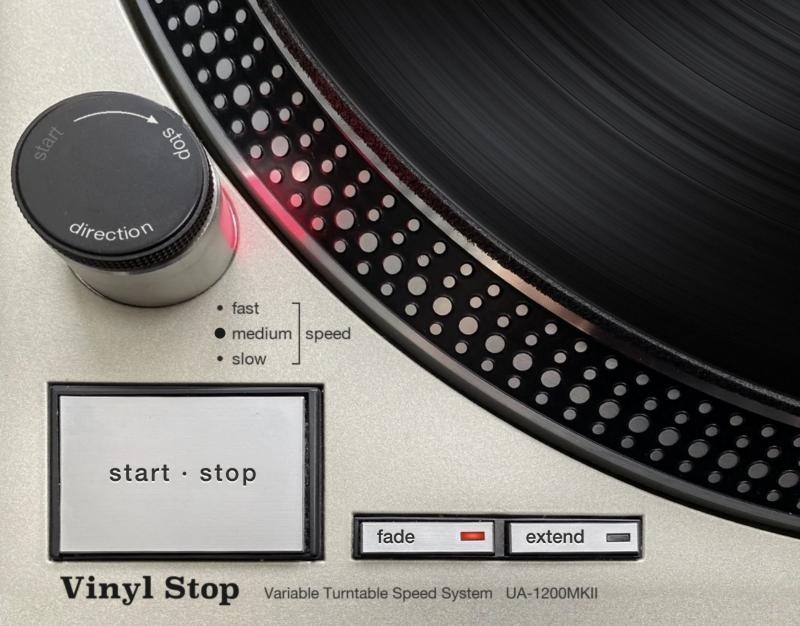 start
stop
direction
fast
medium
speed
slow
start · stop
fade
extend
Vinyl Stop
Variable Turntable Speed System UA-1200MKII